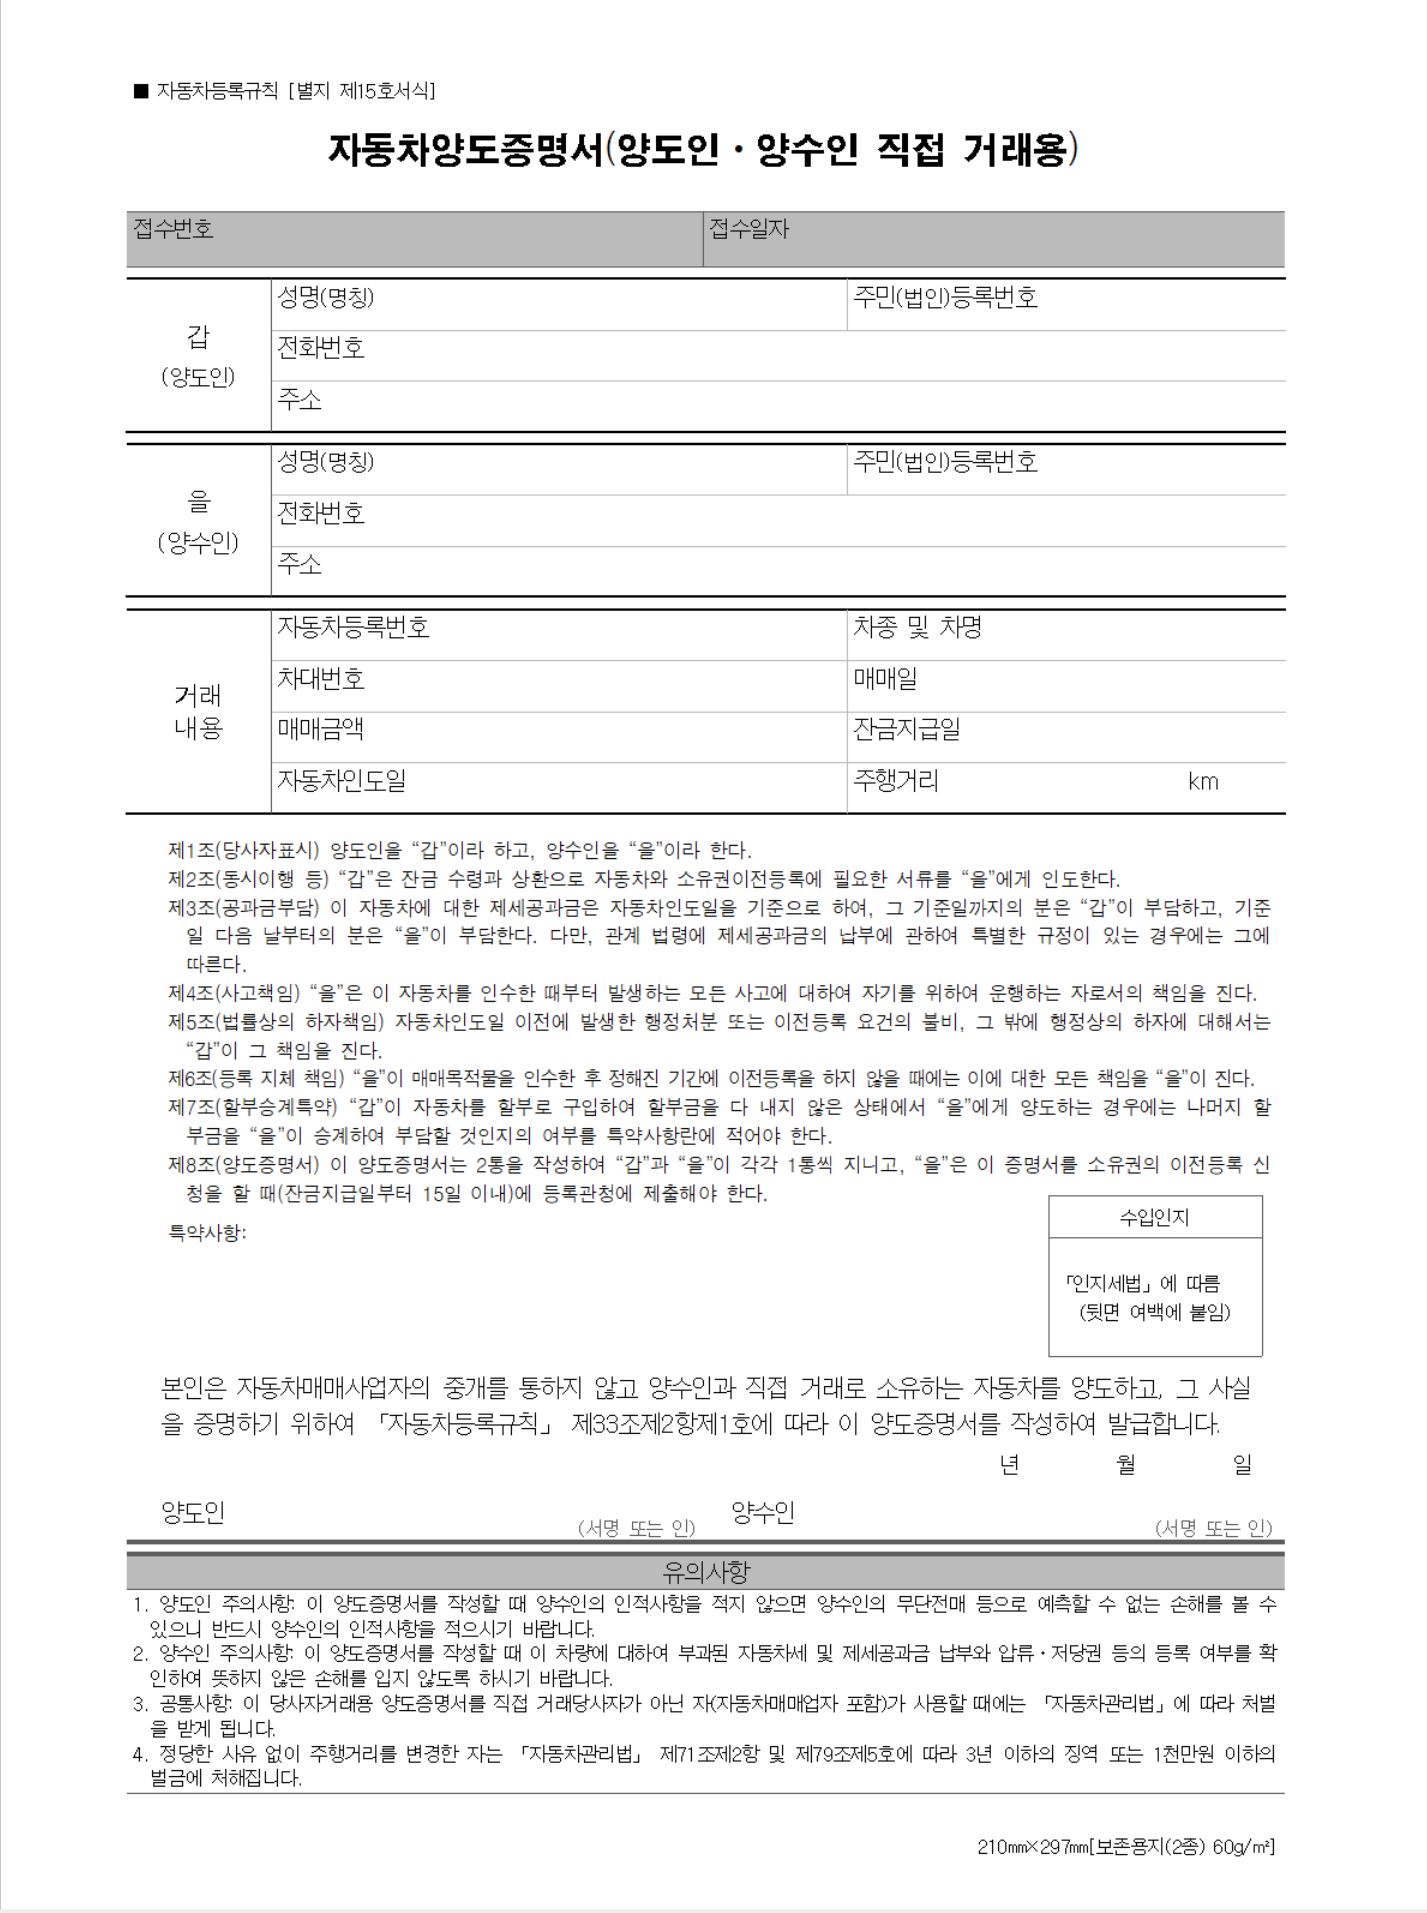 ■ 자동차등록규칙 [별지 제15호서식]
자동차양도증명서(양도인 · 양수인 직접 거래용)
접수번호 접수일자
갑
(양도인)
성명(명칭) 주민(법인)등록번호
전화번호
주소
을
(양수인)
성명(명칭) 주민(법인)등록번호
전화번호
주소
거래
내용
자동차등록번호 차종 및 차명
차대번호 매매일
매매금액 잔금지급일
자동차인도일 주행거리 km
제1조(당사자표시) 양도인을 “갑”이라 하고, 양수인을 “을”이라 한다.
제2조(동시이행 등) “갑”은 잔금 수령과 상환으로 자동차와 소유권이전등록에 필요한 서류를 “을”에게 인도한다.
제3조(공과금부담) 이 자동차에 대한 제세공과금은 자동차인도일을 기준으로 하여, 그 기준일까지의 분은 “갑”이 부담하고, 기준
일 다음 날부터의 분은 “을”이 부담한다. 다만, 관계 법령에 제세공과금의 납부에 관하여 특별한 규정이 있는 경우에는 그에
따른다.
제4조(사고책임) “을”은 이 자동차를 인수한 때부터 발생하는 모든 사고에 대하여 자기를 위하여 운행하는 자로서의 책임을 진다.
제5조(법률상의 하자책임) 자동차인도일 이전에 발생한 행정처분 또는 이전등록 요건의 불비, 그 밖에 행정상의 하자에 대해서는
“갑”이 그 책임을 진다.
제6조(등록 지체 책임) “을”이 매매목적물을 인수한 후 정해진 기간에 이전등록을 하지 않을 때에는 이에 대한 모든 책임을 “을”이 진다.
제7조(할부승계특약) “갑”이 자동차를 할부로 구입하여 할부금을 다 내지 않은 상태에서 “을”에게 양도하는 경우에는 나머지 할
부금을 “을”이 승계하여 부담할 것인지의 여부를 특약사항란에 적어야 한다.
제8조(양도증명서) 이 양도증명서는 2통을 작성하여 “갑”과 “을”이 각각 1통씩 지니고, “을”은 이 증명서를 소유권의 이전등록 신
청을 할 때(잔금지급일부터 15일 이내)에 등록관청에 제출해야 한다.
특약사항:
수입인지
「인지세법」에 따름
(뒷면 여백에 붙임)
본인은 자동차매매사업자의 중개를 통하지 않고 양수인과 직접 거래로 소유하는 자동차를 양도하고, 그 사실
을 증명하기 위하여 「자동차등록규칙」 제33조제2항제1호에 따라 이 양도증명서를 작성하여 발급합니다.
년 월 일
양도인 (서명 또는 인) 양수인 (서명 또는 인)
유의사항
1. 양도인 주의사항: 이 양도증명서를 작성할 때 양수인의 인적사항을 적지 않으면 양수인의 무단전매 등으로 예측할 수 없는 손해를 볼 수
있으니 반드시 양수인의 인적사항을 적으시기 바랍니다.
2. 양수인 주의사항: 이 양도증명서를 작성할 때 이 차량에 대하여 부과된 자동차세 및 제세공과금 납부와 압류·저당권 등의 등록 여부를 확
인하여 뜻하지 않은 손해를 입지 않도록 하시기 바랍니다.
3. 공통사항: 이 당사자거래용 양도증명서를 직접 거래당사자가 아닌 자(자동차매매업자 포함)가 사용할 때에는 「자동차관리법」에 따라 처벌
을 받게 됩니다.
4. 정당한 사유 없이 주행거리를 변경한 자는 「자동차관리법」 제71조제2항 및 제79조제5호에 따라 3년 이하의 징역 또는 1천만원 이하의
벌금에 처해집니다.
210㎜×297㎜[보존용지(2종) 60g/㎡]